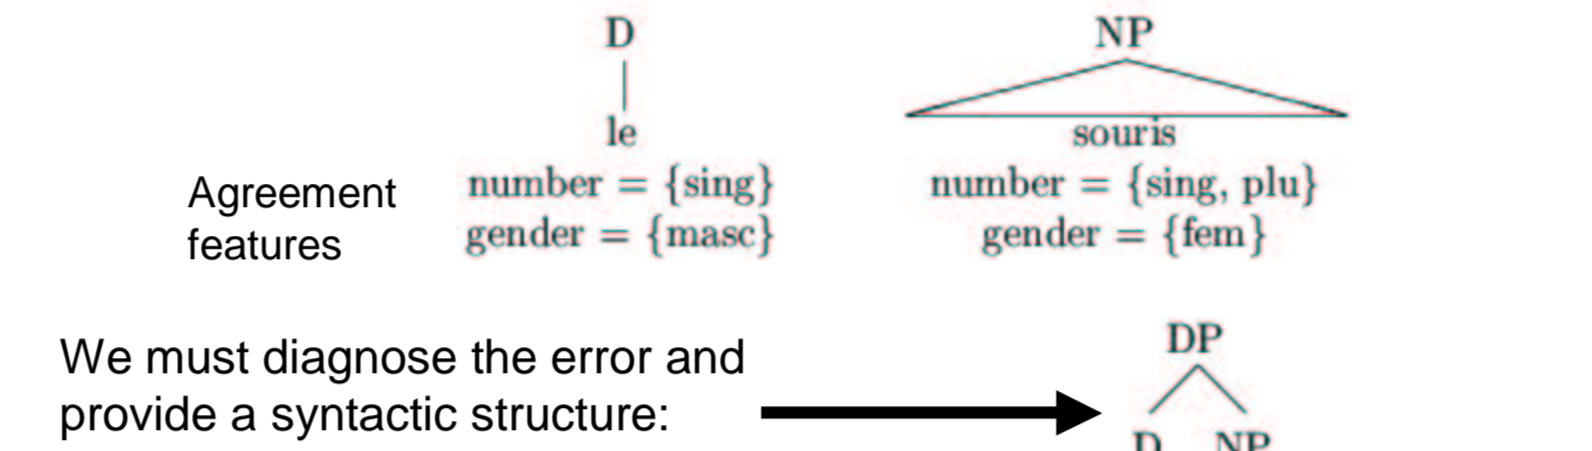 D NP
le souris
Agreement number = {sing} number = {sing, plu}
features gender = {masc} gender = {fem}
We must diagnose the error and DP
provide a syntactic structure:
D NP